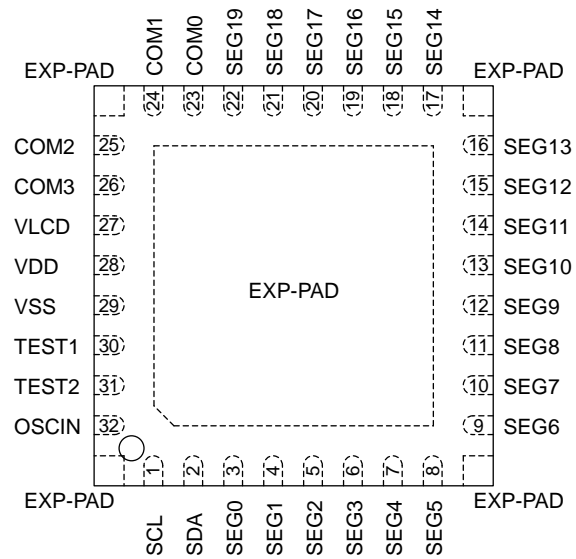 COM1
COM0
SEG19
SEG18
SEG17
SEG16
SEG15
SEG14
EXP-PAD
EXP-PAD
24
23
22
21
20
19
18
17
COM2 25
16 SEG13
COM3 26
15 SEG12
VLCD 27
14 SEG11
VDD 28
13 SEG10
EXP-PAD
VSS 29
12 SEG9
TEST1 30
11 SEG8
TEST2 31
10 SEG7
OSCIN 32
9 SEG6
1
2
3
4
5
6
7
8
EXP-PAD
EXP-PAD
SCL
SDA
SEG0
SEG1
SEG2
SEG3
SEG4
SEG5